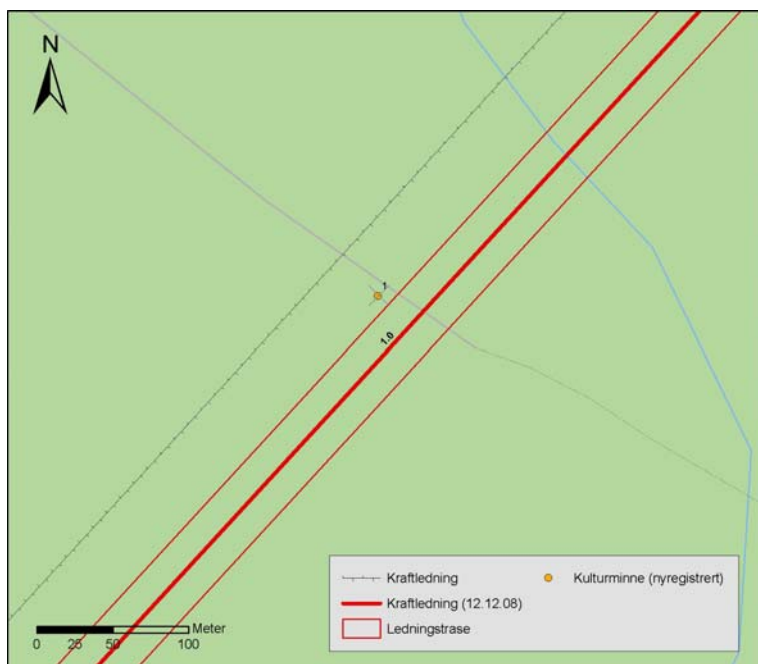 N
1
1.0
Kraftledning
Kulturminne (nyregistrert)
Kraftledning (12.12.08)
Ledningstrase
Meter
0 25 50 100